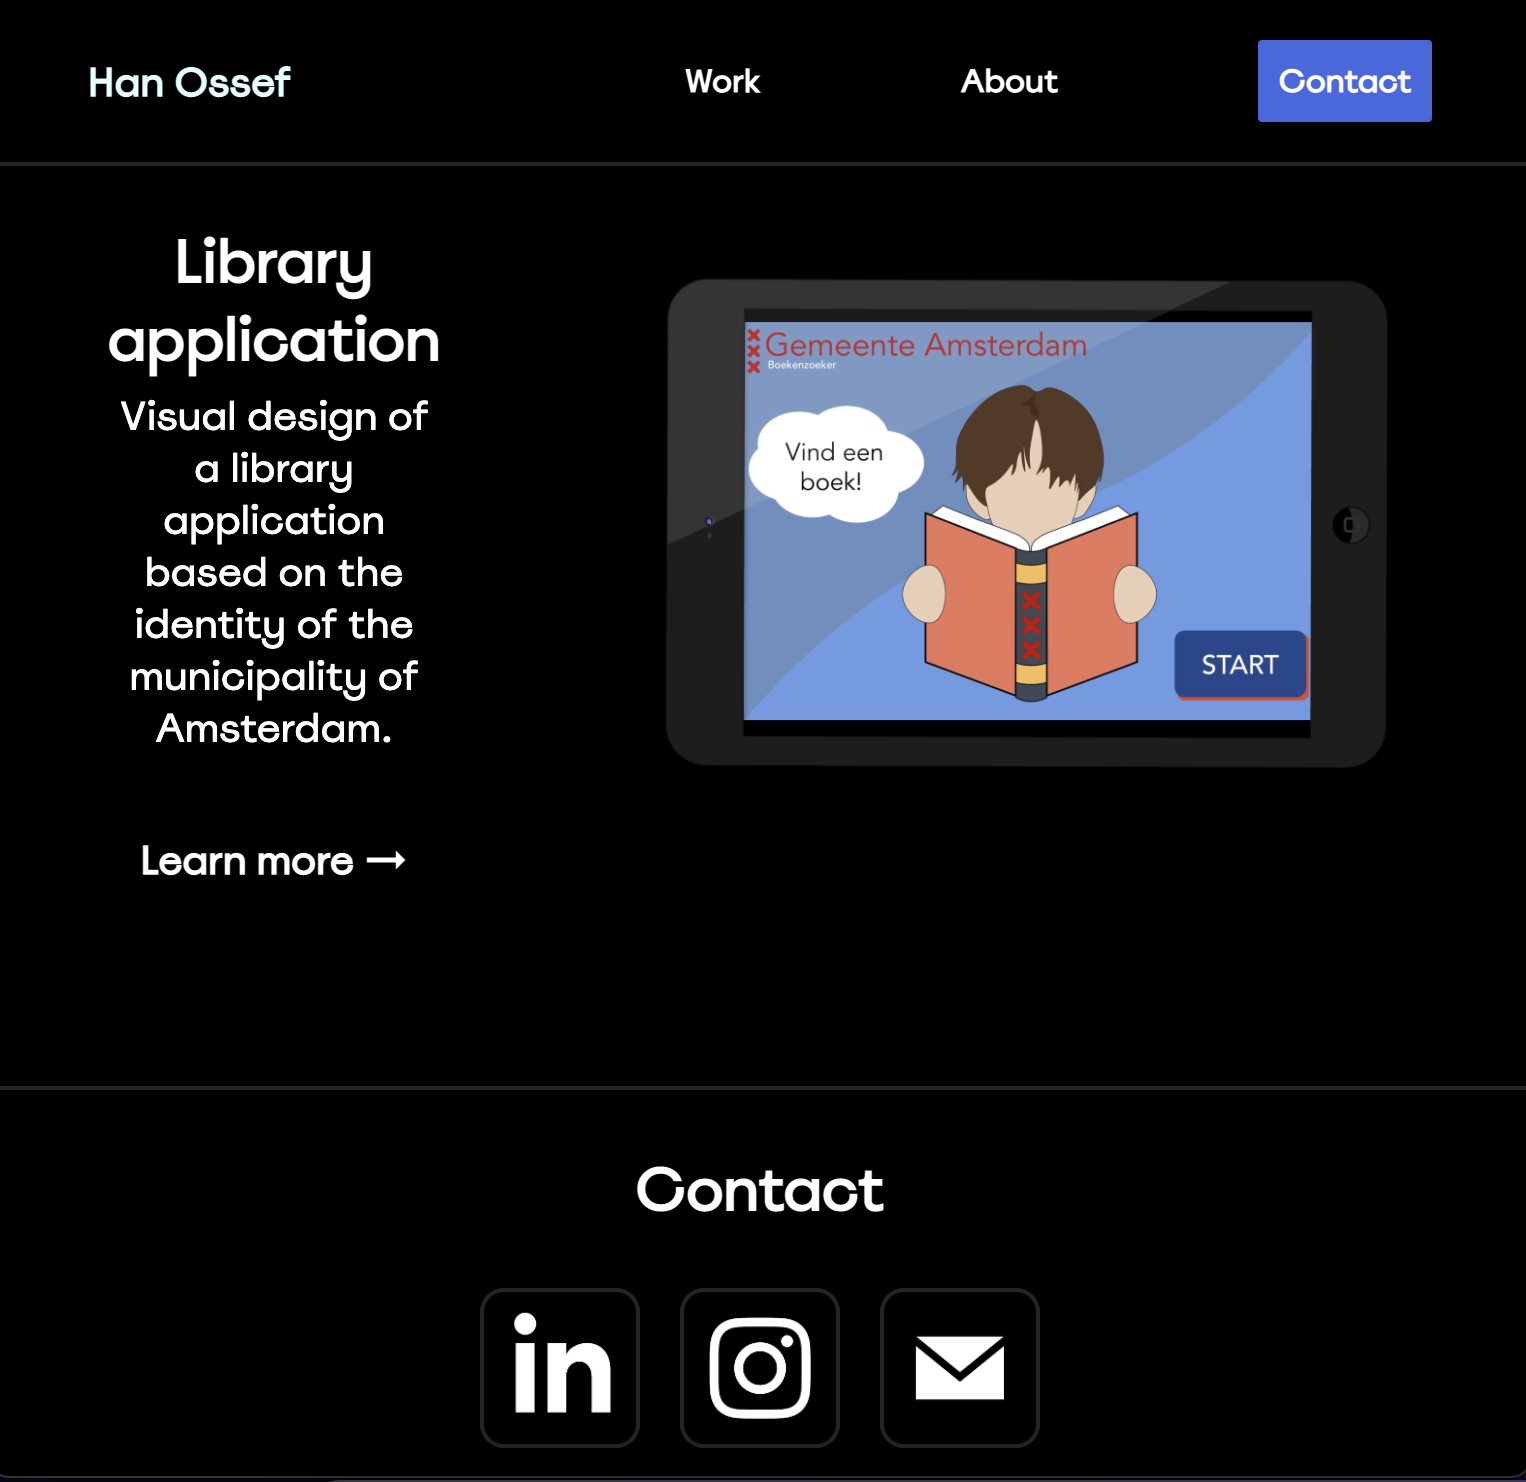 Han Ossef
Work
About
Contact
Library
application
Visual design of
a library
application
based on the
identity of the
municipality of
Amsterdam.
Learn more →
Gemeente Amsterdam
Boekenzoeker
Vind een
boek!
START
Contact
in